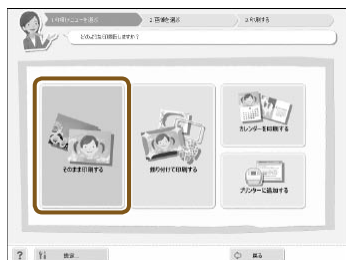 1.印刷メニューを選ぶ
2.画像を選ぶ
3.印刷する
どのような印刷をしますか？
そのまま印刷する
飾り付けて印刷する
カレンダーを印刷する
プリンターに追加する
?
設定...
戻る